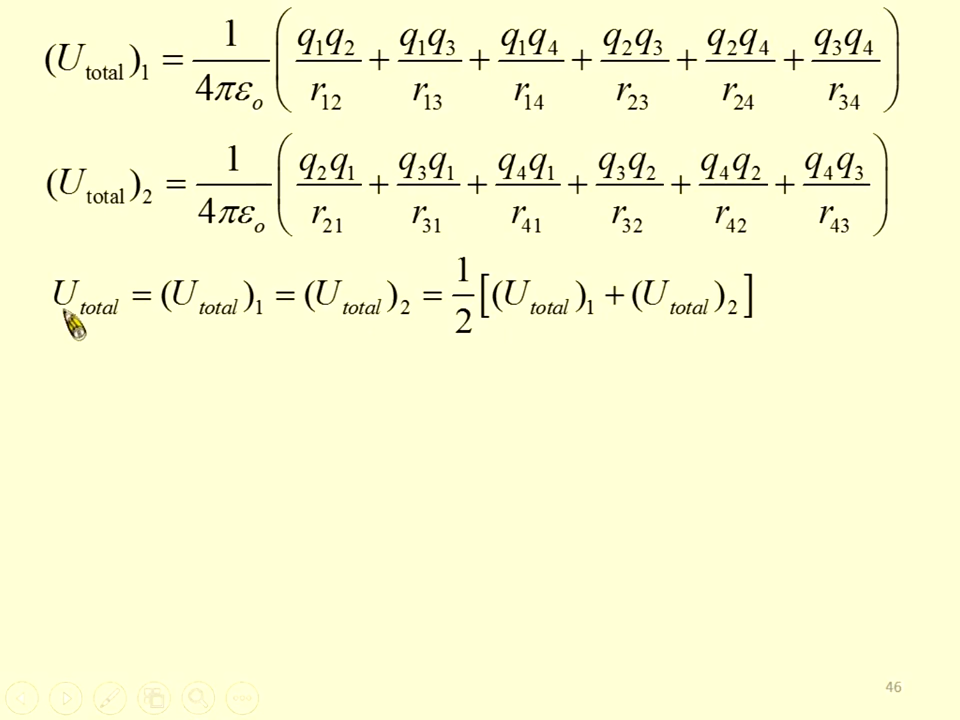 (U_total)_1 = 1/(4πε_o) ( q_1q_2/r_12 + q_1q_3/r_13 + q_1q_4/r_14 + q_2q_3/r_23 + q_2q_4/r_24 + q_3q_4/r_34 )
(U_total)_2 = 1/(4πε_o) ( q_2q_1/r_21 + q_3q_1/r_31 + q_4q_1/r_41 + q_3q_2/r_32 + q_4q_2/r_42 + q_4q_3/r_43 )
U_total = (U_total)_1 = (U_total)_2 = 1/2 [(U_total)_1 + (U_total)_2]
46